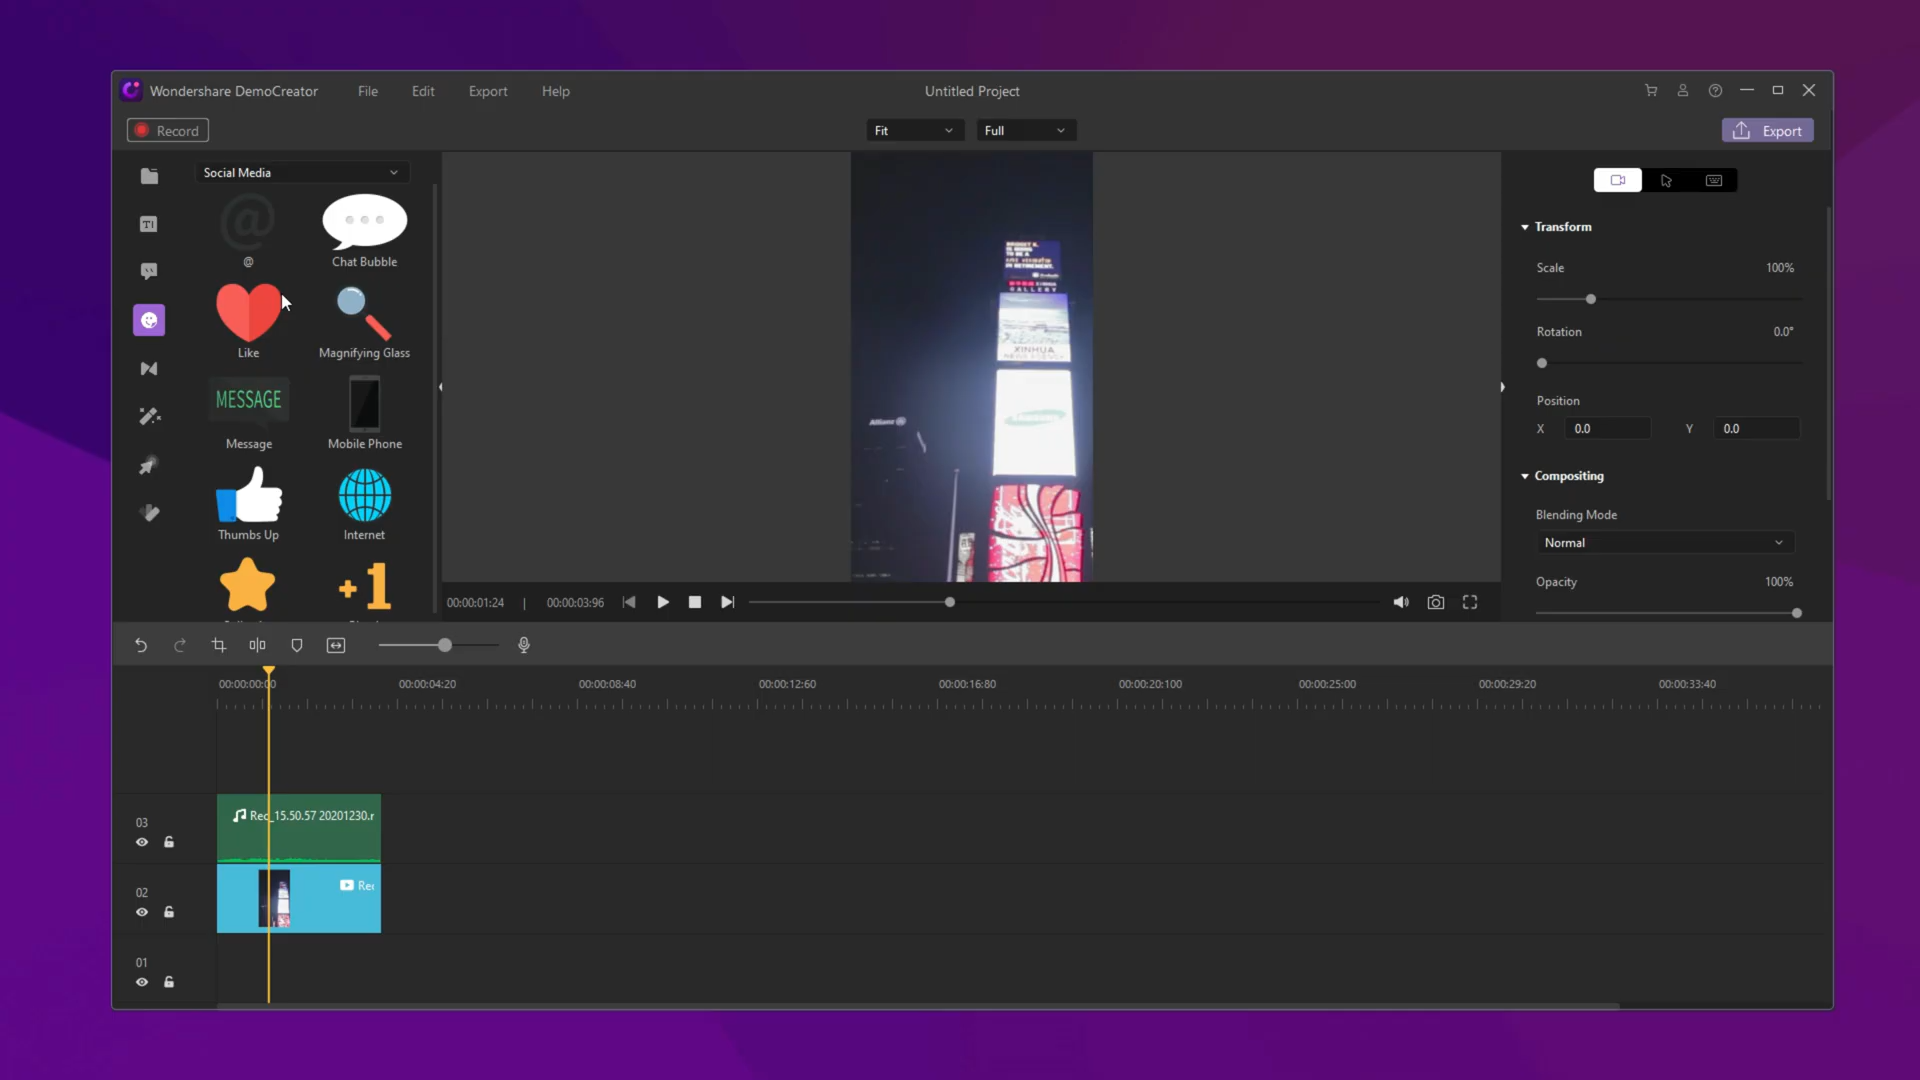 Wondershare DemoCreator File Edit Export Help Untitled Project
Record Fit Full Export
Social Media
@ Chat Bubble
Like Magnifying Glass
MESSAGE
Message Mobile Phone
Thumbs Up Internet
+1
XINHUA
GALLERY
Allianz
SAMSUNG
Transform
Scale 100%
Rotation 0.0°
Position
X 0.0 Y 0.0
Compositing
Blending Mode
Normal
Opacity 100%
00:00:01:24 | 00:00:03:96
00:00:00:00 00:00:04:20 00:00:08:40 00:00:12:60 00:00:16:80 00:00:20:100 00:00:25:00 00:00:29:20 00:00:33:40
03 Rec_15.50.57 20201230.r
02 Rec
01